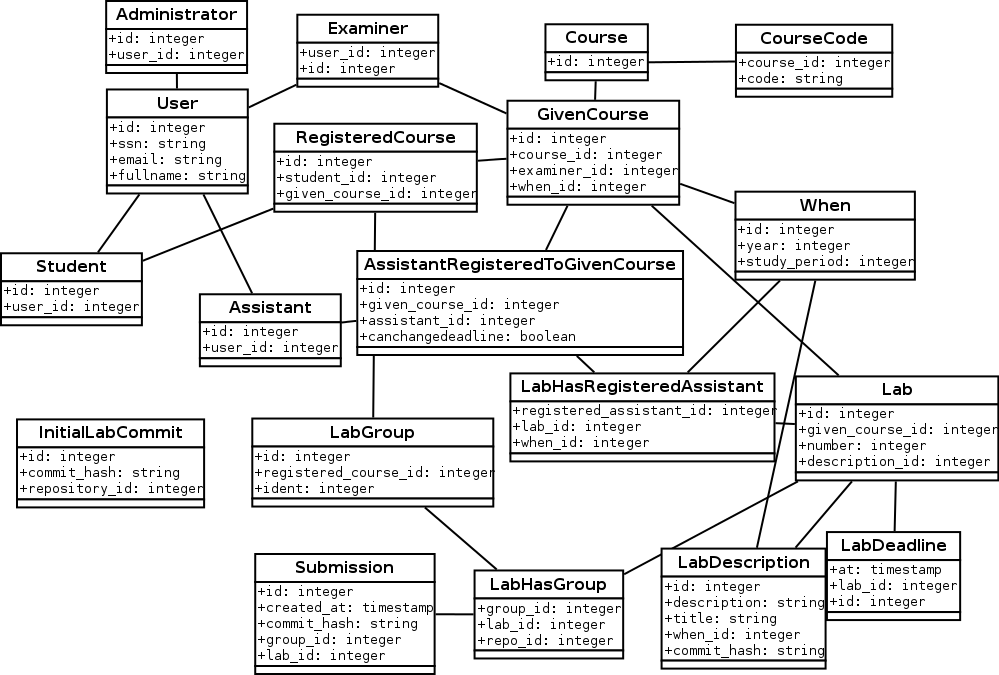 Administrator
+id: integer
+user_id: integer
Examiner
+user_id: integer
+id: integer
Course
+id: integer
CourseCode
+course_id: integer
+code: string
User
+id: integer
+ssn: string
+email: string
+fullname: string
RegisteredCourse
+id: integer
+student_id: integer
+given_course_id: integer
GivenCourse
+id: integer
+course_id: integer
+examiner_id: integer
+when_id: integer
When
+id: integer
+year: integer
+study_period: integer
Student
+id: integer
+user_id: integer
Assistant
+id: integer
+user_id: integer
AssistantRegisteredToGivenCourse
+id: integer
+given_course_id: integer
+assistant_id: integer
+canchangedeadline: boolean
LabHasRegisteredAssistant
+registered_assistant_id: integer
+lab_id: integer
+when_id: integer
Lab
+id: integer
+given_course_id: integer
+number: integer
+description_id: integer
InitialLabCommit
+id: integer
+commit_hash: string
+repository_id: integer
LabGroup
+id: integer
+registered_course_id: integer
+ident: integer
Submission
+id: integer
+created_at: timestamp
+commit_hash: string
+group_id: integer
+lab_id: integer
LabHasGroup
+group_id: integer
+lab_id: integer
+repo_id: integer
LabDescription
+id: integer
+description: string
+title: string
+when_id: integer
+commit_hash: string
LabDeadline
+at: timestamp
+lab_id: integer
+id: integer